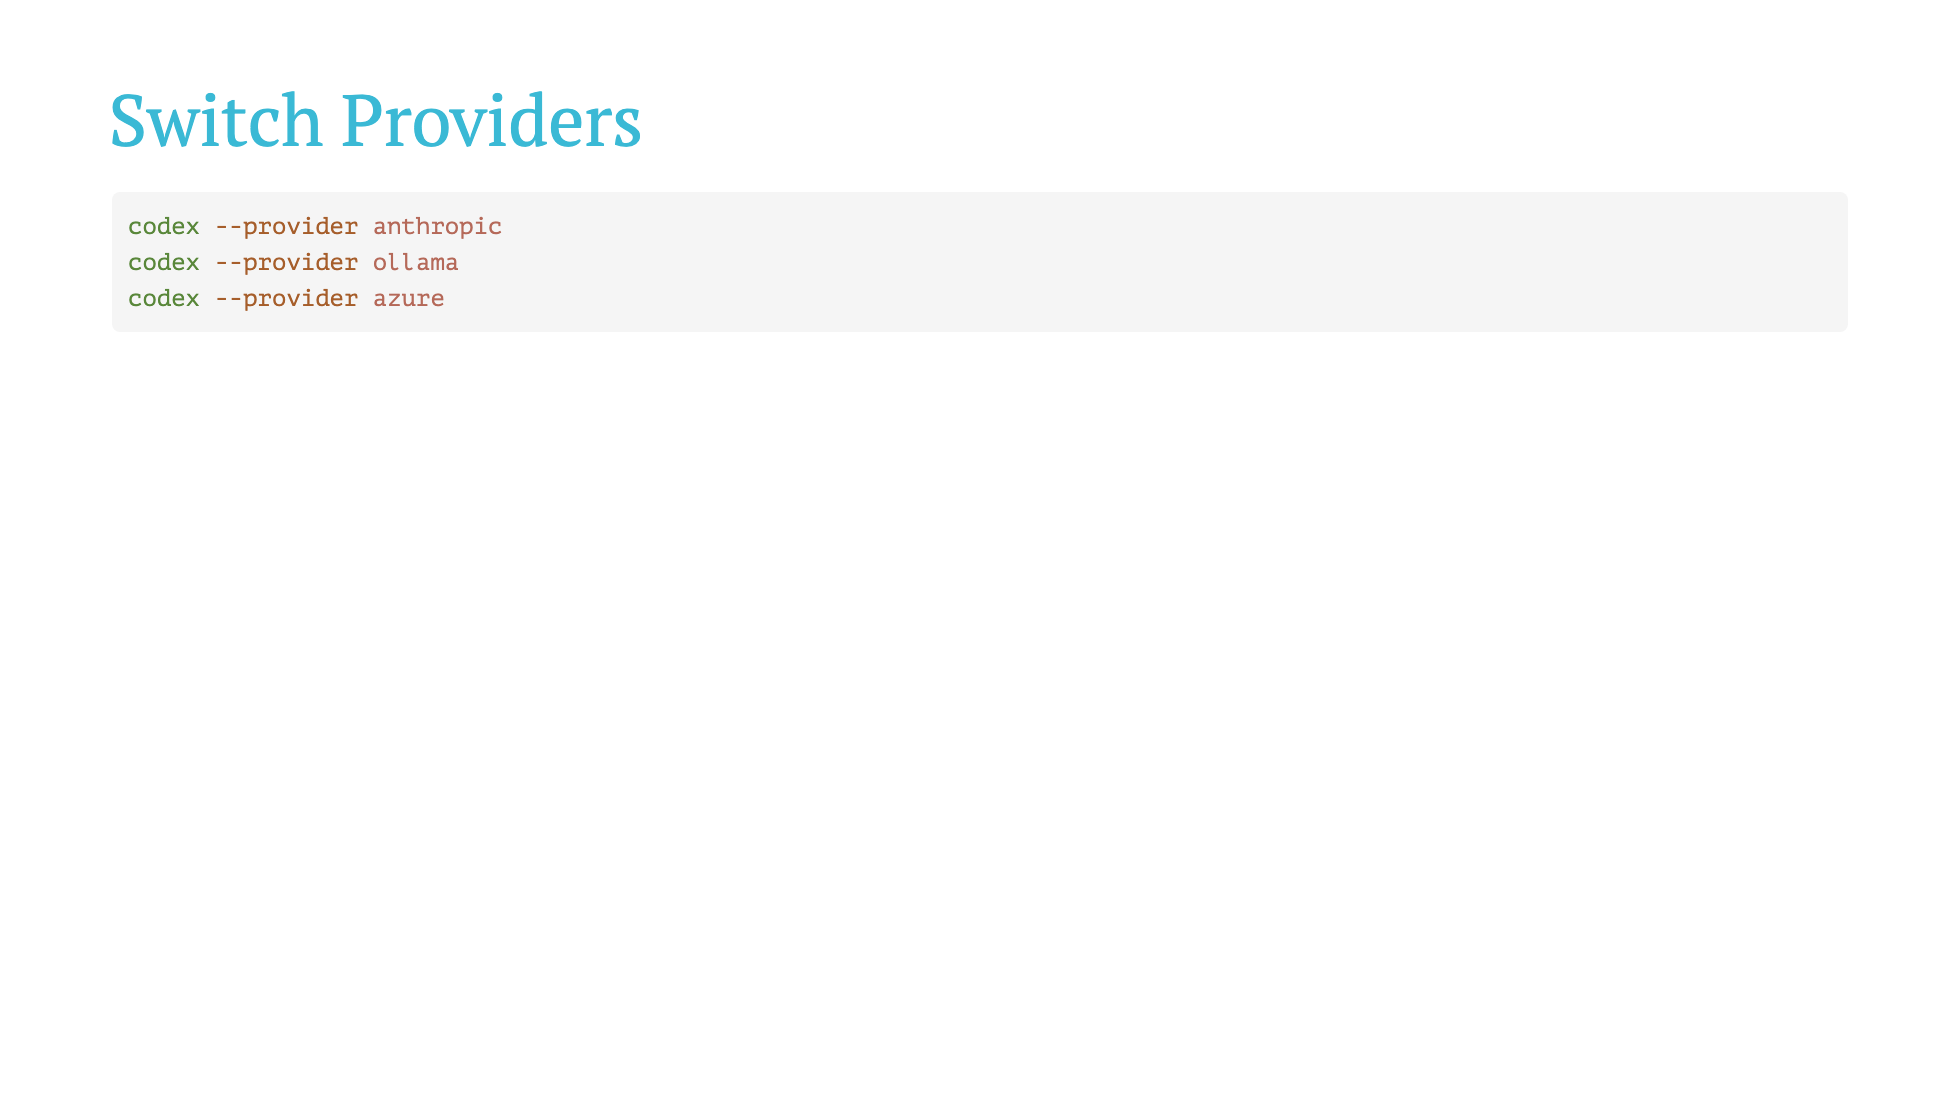 Switch Providers
codex --provider anthropic
codex --provider ollama
codex --provider azure